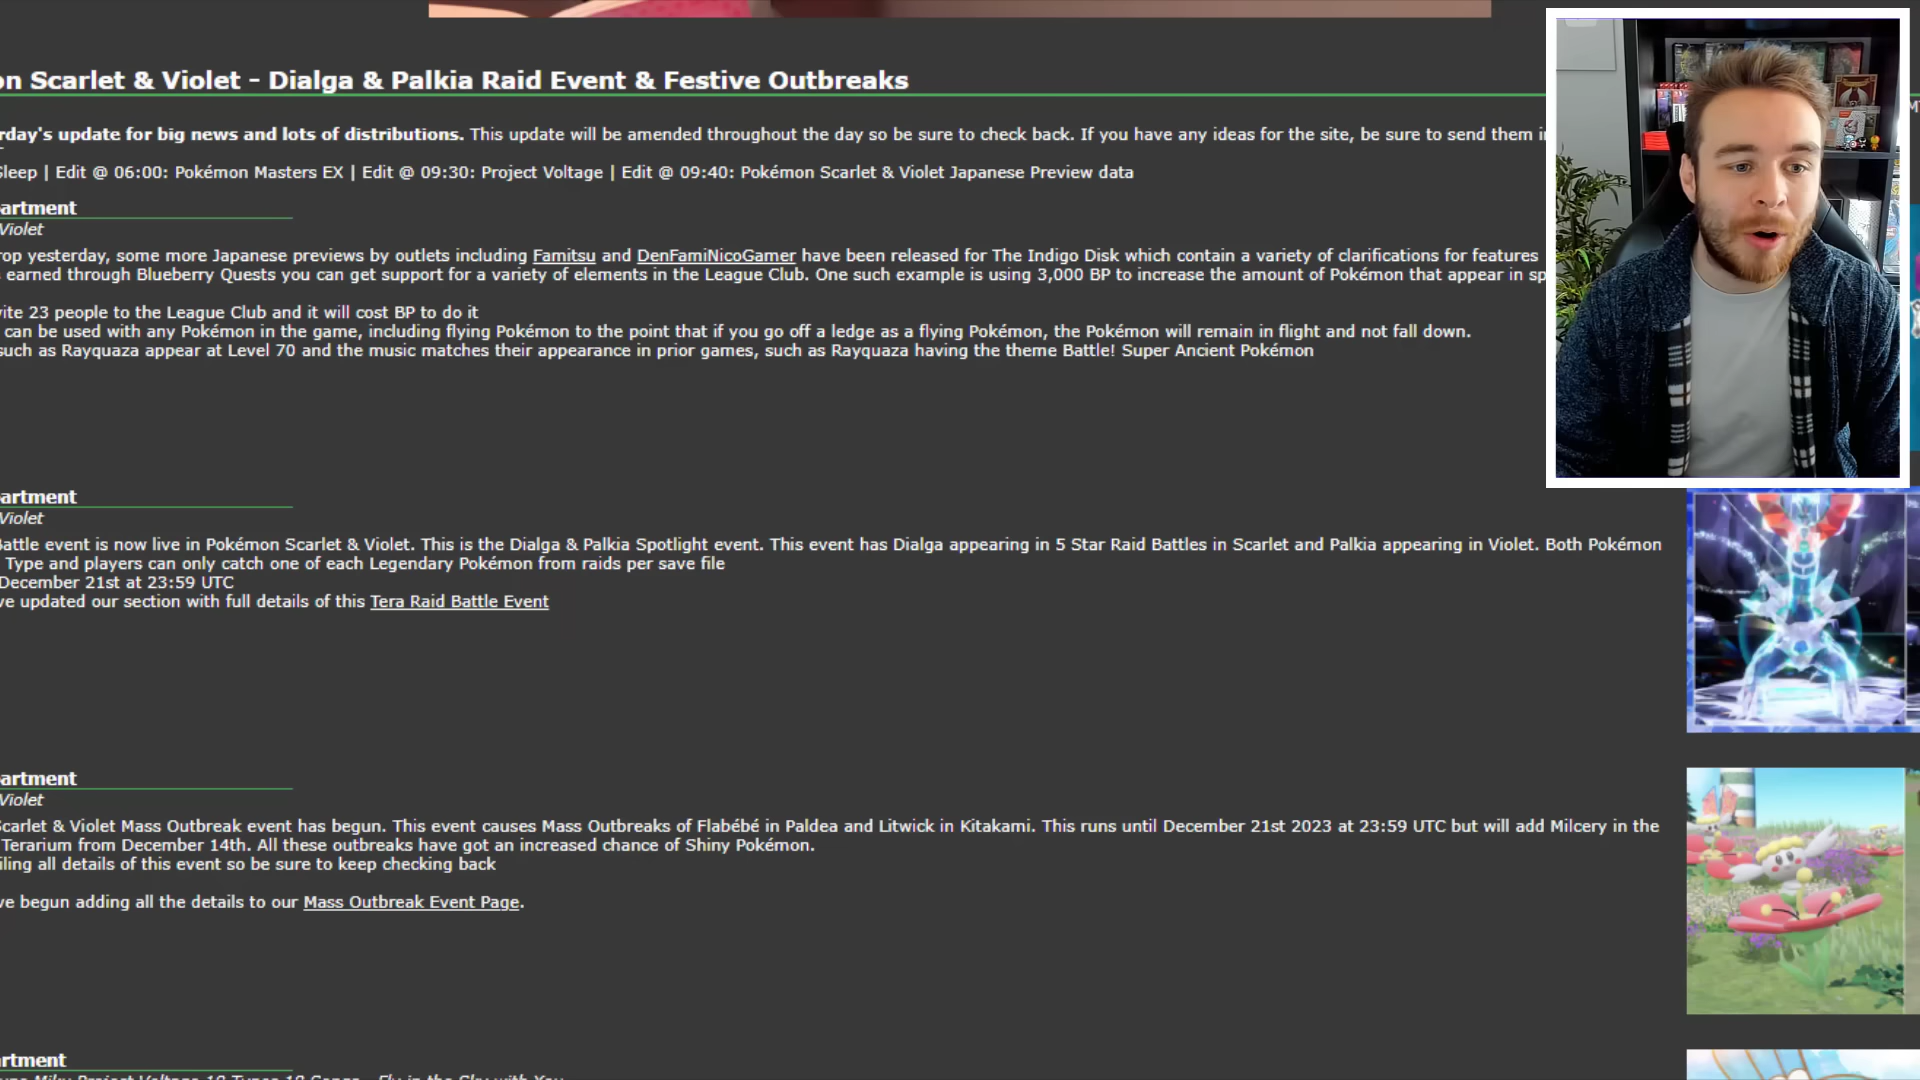 on Scarlet & Violet - Dialga & Palkia Raid Event & Festive Outbreaks
rday's update for big news and lots of distributions. This update will be amended throughout the day so be sure to check back. If you have any ideas for the site, be sure to send them i
Sleep | Edit @ 06:00: Pokémon Masters EX | Edit @ 09:30: Project Voltage | Edit @ 09:40: Pokémon Scarlet & Violet Japanese Preview data
artment
Violet
rop yesterday, some more Japanese previews by outlets including Famitsu and DenFamiNicoGamer have been released for The Indigo Disk which contain a variety of clarifications for features
s earned through Blueberry Quests you can get support for a variety of elements in the League Club. One such example is using 3,000 BP to increase the amount of Pokémon that appear in sp
vite 23 people to the League Club and it will cost BP to do it
can be used with any Pokémon in the game, including flying Pokémon to the point that if you go off a ledge as a flying Pokémon, the Pokémon will remain in flight and not fall down.
such as Rayquaza appear at Level 70 and the music matches their appearance in prior games, such as Rayquaza having the theme Battle! Super Ancient Pokémon
artment
Violet
Battle event is now live in Pokémon Scarlet & Violet. This is the Dialga & Palkia Spotlight event. This event has Dialga appearing in 5 Star Raid Battles in Scarlet and Palkia appearing in Violet. Both Pokémon
Type and players can only catch one of each Legendary Pokémon from raids per save file
December 21st at 23:59 UTC
ve updated our section with full details of this Tera Raid Battle Event
artment
Violet
Scarlet & Violet Mass Outbreak event has begun. This event causes Mass Outbreaks of Flabébé in Paldea and Litwick in Kitakami. This runs until December 21st 2023 at 23:59 UTC but will add Milcery in the
Terarium from December 14th. All these outbreaks have got an increased chance of Shiny Pokémon.
iling all details of this event so be sure to keep checking back
ve begun adding all the details to our Mass Outbreak Event Page.
artment